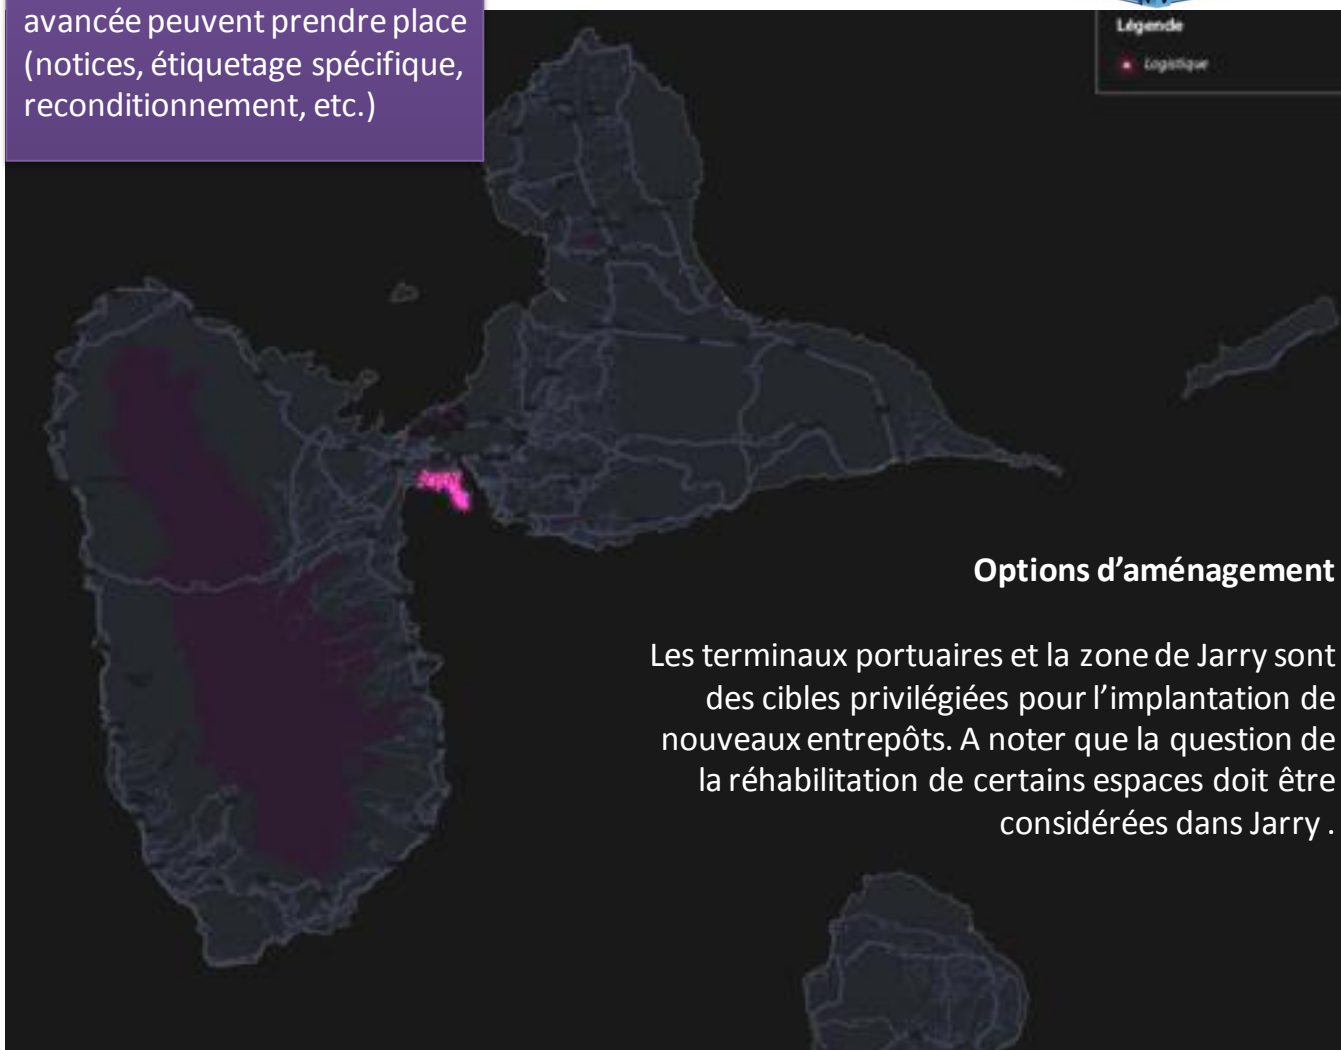 avancée peuvent prendre place
(notices, étiquetage spécifique,
reconditionnement, etc.)
Légende
Logistique
Jarry
Options d’aménagement
Les terminaux portuaires et la zone de Jarry sont
des cibles privilégiées pour l’implantation de
nouveaux entrepôts. A noter que la question de
la réhabilitation de certains espaces doit être
considérées dans Jarry .